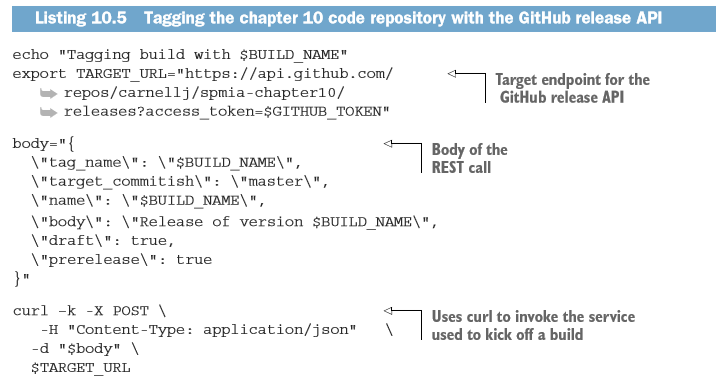 Listing 10.5 Tagging the chapter 10 code repository with the GitHub release API
echo "Tagging build with $BUILD_NAME"
export TARGET_URL="https://api.github.com/
➥ repos/carnellj/spmia-chapter10/
➥ releases?access_token=$GITHUB_TOKEN"
Target endpoint for the
GitHub release API
body="{
\"tag_name\": \"$BUILD_NAME\",
\"target_commitish\": \"master\",
\"name\": \"$BUILD_NAME\",
\"body\": \"Release of version $BUILD_NAME\",
\"draft\": true,
\"prerelease\": true
}"
Body of the
REST call
curl –k -X POST \
-H "Content-Type: application/json" \
-d "$body" \
$TARGET_URL
Uses curl to invoke the service
used to kick off a build